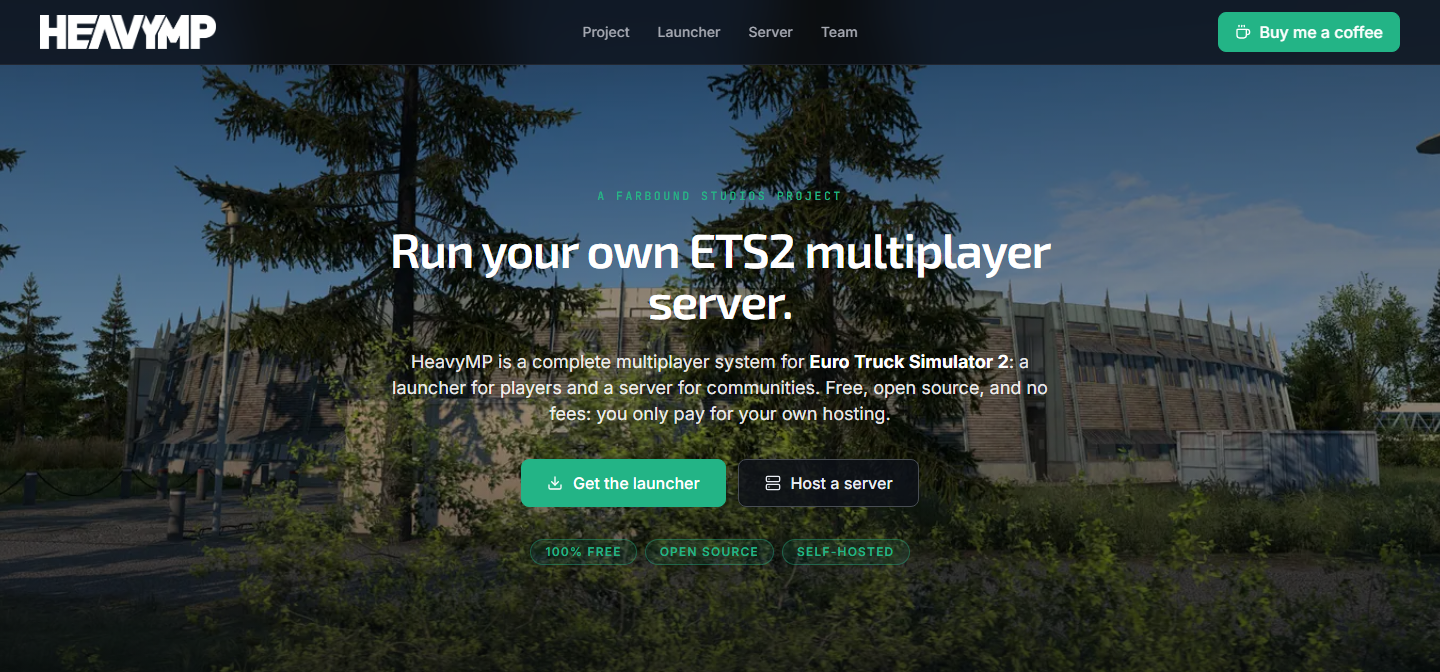 HEAVYMP
Project
Launcher
Server
Team
Buy me a coffee
A FARBOUND STUDIOS PROJECT
Run your own ETS2 multiplayer
server.
HeavyMP is a complete multiplayer system for Euro Truck Simulator 2: a
launcher for players and a server for communities. Free, open source, and no
fees: you only pay for your own hosting.
Get the launcher
Host a server
100% FREE
OPEN SOURCE
SELF-HOSTED